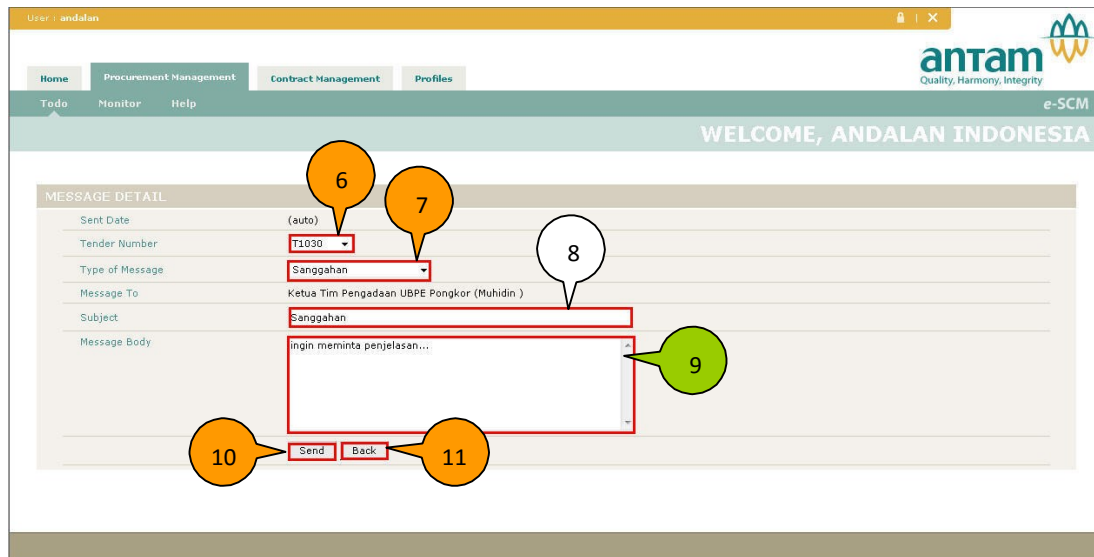 User : andalan
antam
Quality, Harmony, Integrity
Home Procurement Management Contract Management Profiles
Todo Monitor Help e-SCM
WELCOME, ANDALAN INDONESIA
6
7
8
MESSAGE DETAIL
Sent Date (auto)
Tender Number T1030
Type of Message Sanggahan
Message To Ketua Tim Pengadaan UBPE Pongkor (Muhidin )
Subject Sanggahan
Message Body ingin meminta penjelasan...
9
10 Send Back 11